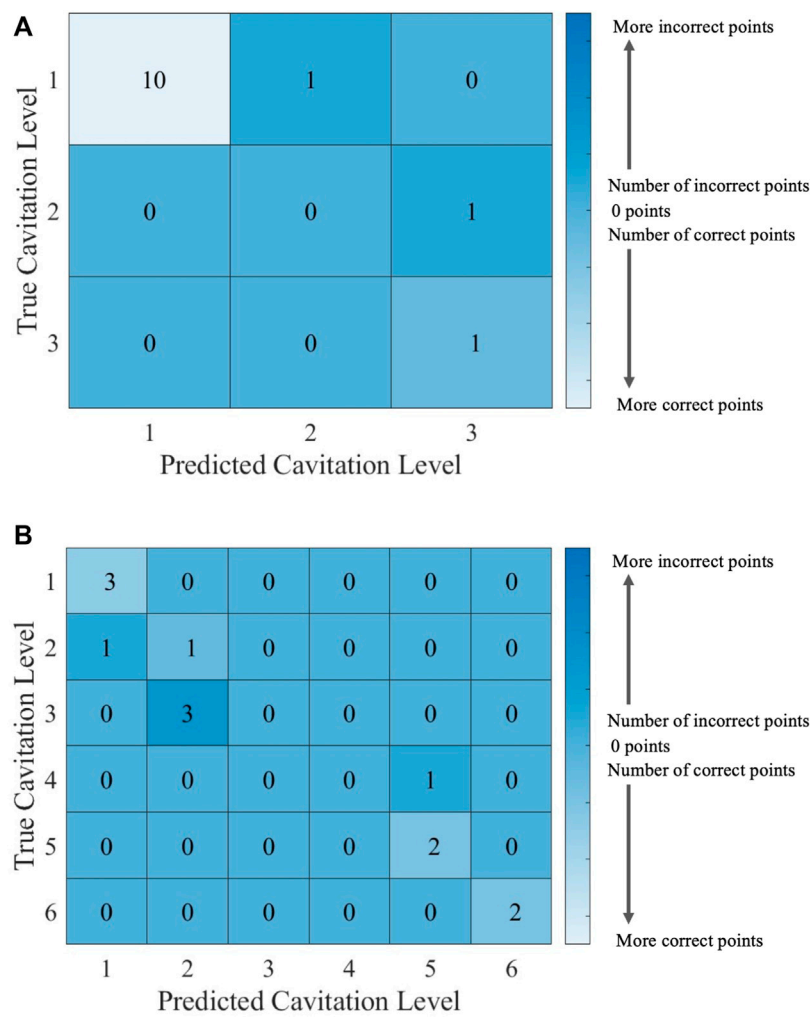 A
1 10 1 0
2 0 0 1
3 0 0 1
1 2 3
Predicted Cavitation Level
True Cavitation Level
More incorrect points
Number of incorrect points
0 points
Number of correct points
More correct points
B
1 3 0 0 0 0 0
2 1 1 0 0 0 0
3 0 3 0 0 0 0
4 0 0 0 0 1 0
5 0 0 0 0 2 0
6 0 0 0 0 0 2
1 2 3 4 5 6
Predicted Cavitation Level
True Cavitation Level
More incorrect points
Number of incorrect points
0 points
Number of correct points
More correct points